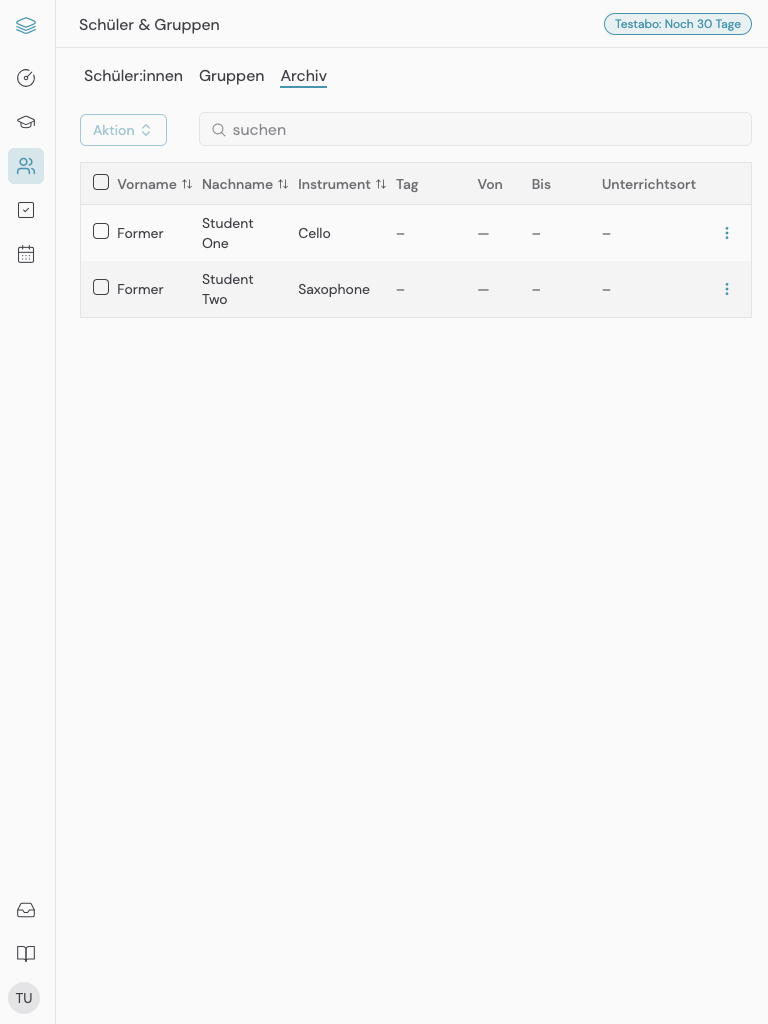 Schüler & Gruppen
Testabo: Noch 30 Tage
Schüler:innen Gruppen Archiv
Aktion
suchen
Vorname Nachname Instrument Tag Von Bis Unterrichtsort
Former Student One Cello – — – –
Former Student Two Saxophone – — – –
TU